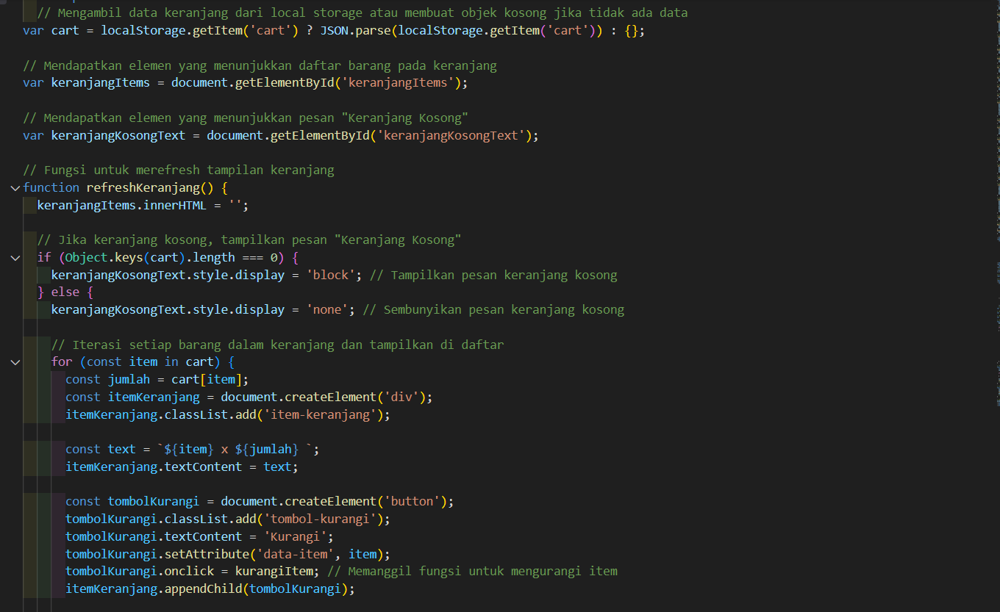 // Mengambil data keranjang dari local storage atau membuat objek kosong jika tidak ada data
var cart = localStorage.getItem('cart') ? JSON.parse(localStorage.getItem('cart')) : {};
// Mendapatkan elemen yang menunjukkan daftar barang pada keranjang
var keranjangItems = document.getElementById('keranjangItems');
// Mendapatkan elemen yang menunjukkan pesan "Keranjang Kosong"
var keranjangKosongText = document.getElementById('keranjangKosongText');
// Fungsi untuk merefresh tampilan keranjang
function refreshKeranjang() {
keranjangItems.innerHTML = '';
// Jika keranjang kosong, tampilkan pesan "Keranjang Kosong"
if (Object.keys(cart).length === 0) {
keranjangKosongText.style.display = 'block'; // Tampilkan pesan keranjang kosong
} else {
keranjangKosongText.style.display = 'none'; // Sembunyikan pesan keranjang kosong
// Iterasi setiap barang dalam keranjang dan tampilkan di daftar
for (const item in cart) {
const jumlah = cart[item];
const itemKeranjang = document.createElement('div');
itemKeranjang.classList.add('item-keranjang');
const text = `${item} x ${jumlah} `;
itemKeranjang.textContent = text;
const tombolKurangi = document.createElement('button');
tombolKurangi.classList.add('tombol-kurangi');
tombolKurangi.textContent = 'Kurangi';
tombolKurangi.setAttribute('data-item', item);
tombolKurangi.onclick = kurangiItem; // Memanggil fungsi untuk mengurangi item
itemKeranjang.appendChild(tombolKurangi);